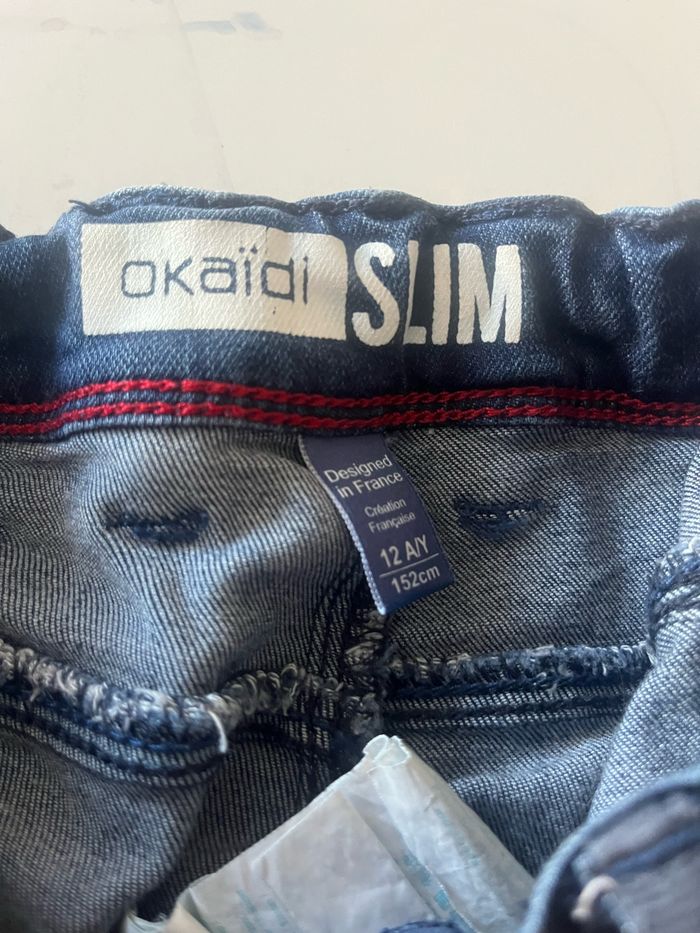 oKaïdi SLIM
Designed
in France
Création
Française
12 A/Y
152cm